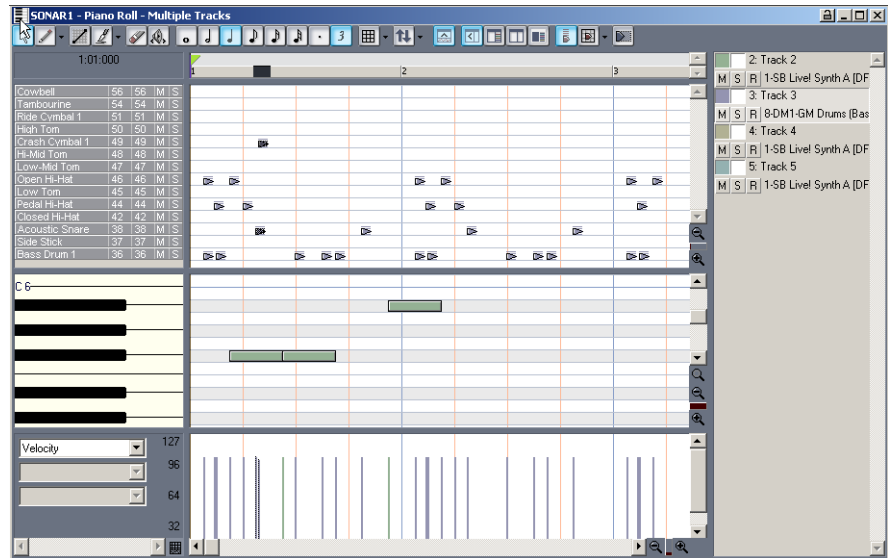 SONAR1 - Piano Roll - Multiple Tracks
3
1:01:000
1 2 3
Cowbell 56 56 M S
Tambourine 54 54 M S
Ride Cymbal 1 51 51 M S
High Tom 50 50 M S
Crash Cymbal 1 49 49 M S
Hi-Mid Tom 48 48 M S
Low-Mid Tom 47 47 M S
Open Hi-Hat 46 46 M S
Low Tom 45 45 M S
Pedal Hi-Hat 44 44 M S
Closed Hi-Hat 42 42 M S
Acoustic Snare 38 38 M S
Side Stick 37 37 M S
Bass Drum 1 36 36 M S
2: Track 2
M S R 1-SB Live! Synth A [DF
3: Track 3
M S R 8-DM1-GM Drums (Bas
4: Track 4
M S R 1-SB Live! Synth A [DF
5: Track 5
M S R 1-SB Live! Synth A [DF
C 6
Velocity
127
96
64
32